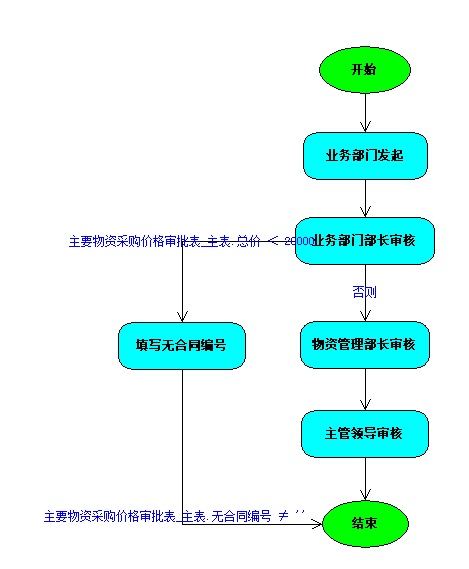 开始
业务部门发起
主要物资采购价格审批表_主表.总价 < 20000
业务部门部长审核
否则
填写无合同编号
物资管理部长审核
主管领导审核
主要物资采购价格审批表_主表.无合同编号 ≠ ''
结束